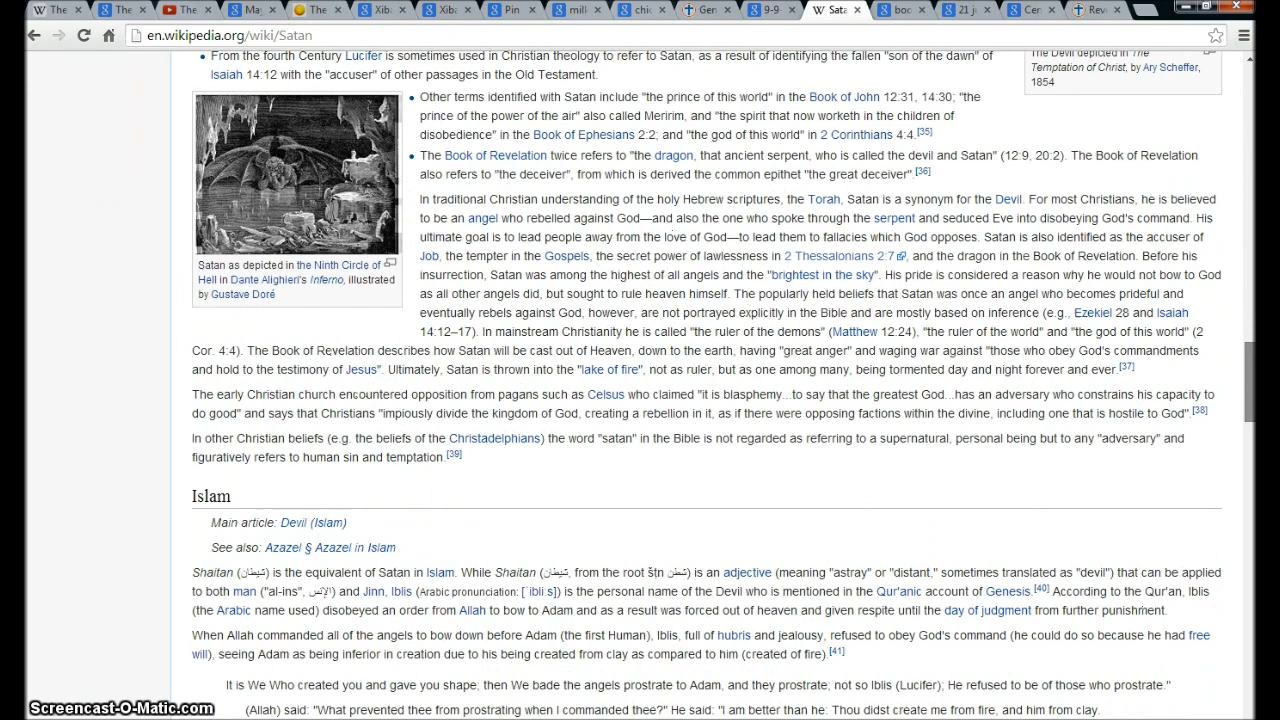 The
The
The
May
The
Xib
Xiba
Pin
mill
chic
Gen
9-9
Sata
boc
21 j
Cer
Rev
en.wikipedia.org/wiki/Satan
From the fourth Century Lucifer is sometimes used in Christian theology to refer to Satan, as a result of identifying the fallen "son of the dawn" of
Isaiah 14:12 with the "accuser" of other passages in the Old Testament.
The Devil depicted in The
Temptation of Christ, by Ary Scheffer,
1854
Other terms identified with Satan include "the prince of this world" in the Book of John 12:31, 14:30; "the
prince of the power of the air" also called Meririm, and "the spirit that now worketh in the children of
disobedience" in the Book of Ephesians 2:2; and "the god of this world" in 2 Corinthians 4:4.[35]
The Book of Revelation twice refers to "the dragon, that ancient serpent, who is called the devil and Satan" (12:9, 20:2). The Book of Revelation
also refers to "the deceiver", from which is derived the common epithet "the great deceiver".[36]
Satan as depicted in the Ninth Circle of
Hell in Dante Alighieri's Inferno, illustrated
by Gustave Doré
In traditional Christian understanding of the holy Hebrew scriptures, the Torah, Satan is a synonym for the Devil. For most Christians, he is believed
to be an angel who rebelled against God—and also the one who spoke through the serpent and seduced Eve into disobeying God's command. His
ultimate goal is to lead people away from the love of God—to lead them to fallacies which God opposes. Satan is also identified as the accuser of
Job, the tempter in the Gospels, the secret power of lawlessness in 2 Thessalonians 2:7, and the dragon in the Book of Revelation. Before his
insurrection, Satan was among the highest of all angels and the "brightest in the sky". His pride is considered a reason why he would not bow to God
as all other angels did, but sought to rule heaven himself. The popularly held beliefs that Satan was once an angel who becomes prideful and
eventually rebels against God, however, are not portrayed explicitly in the Bible and are mostly based on inference (e.g., Ezekiel 28 and Isaiah
14:12–17). In mainstream Christianity he is called "the ruler of the demons" (Matthew 12:24), "the ruler of the world" and "the god of this world" (2
Cor. 4:4). The Book of Revelation describes how Satan will be cast out of Heaven, down to the earth, having "great anger" and waging war against "those who obey God's commandments
and hold to the testimony of Jesus". Ultimately, Satan is thrown into the "lake of fire", not as ruler, but as one among many, being tormented day and night forever and ever.[37]
The early Christian church encountered opposition from pagans such as Celsus who claimed "it is blasphemy...to say that the greatest God...has an adversary who constrains his capacity to
do good" and says that Christians "impiously divide the kingdom of God, creating a rebellion in it, as if there were opposing factions within the divine, including one that is hostile to God".[38]
In other Christian beliefs (e.g. the beliefs of the Christadelphians) the word "satan" in the Bible is not regarded as referring to a supernatural, personal being but to any "adversary" and
figuratively refers to human sin and temptation.[39]
Islam
Main article: Devil (Islam)
See also: Azazel § Azazel in Islam
Shaitan (شيطان) is the equivalent of Satan in Islam. While Shaitan (شيطان, from the root šṭn شطن) is an adjective (meaning "astray" or "distant," sometimes translated as "devil") that can be applied
to both man ("al-ins", الإنس) and Jinn, Iblis (Arabic pronunciation: [ˈibliːs]) is the personal name of the Devil who is mentioned in the Qur'anic account of Genesis.[40] According to the Qur'an, Iblis
(the Arabic name used) disobeyed an order from Allah to bow to Adam and as a result was forced out of heaven and given respite until the day of judgment from further punishment.
When Allah commanded all of the angels to bow down before Adam (the first Human), Iblis, full of hubris and jealousy, refused to obey God's command (he could do so because he had free
will), seeing Adam as being inferior in creation due to his being created from clay as compared to him (created of fire).[41]
It is We Who created you and gave you shape; then We bade the angels prostrate to Adam, and they prostrate; not so Iblis (Lucifer); He refused to be of those who prostrate."
(Allah) said: "What prevented thee from prostrating when I commanded thee?" He said: "I am better than he: Thou didst create me from fire, and him from clay.
Screencast-O-Matic.com